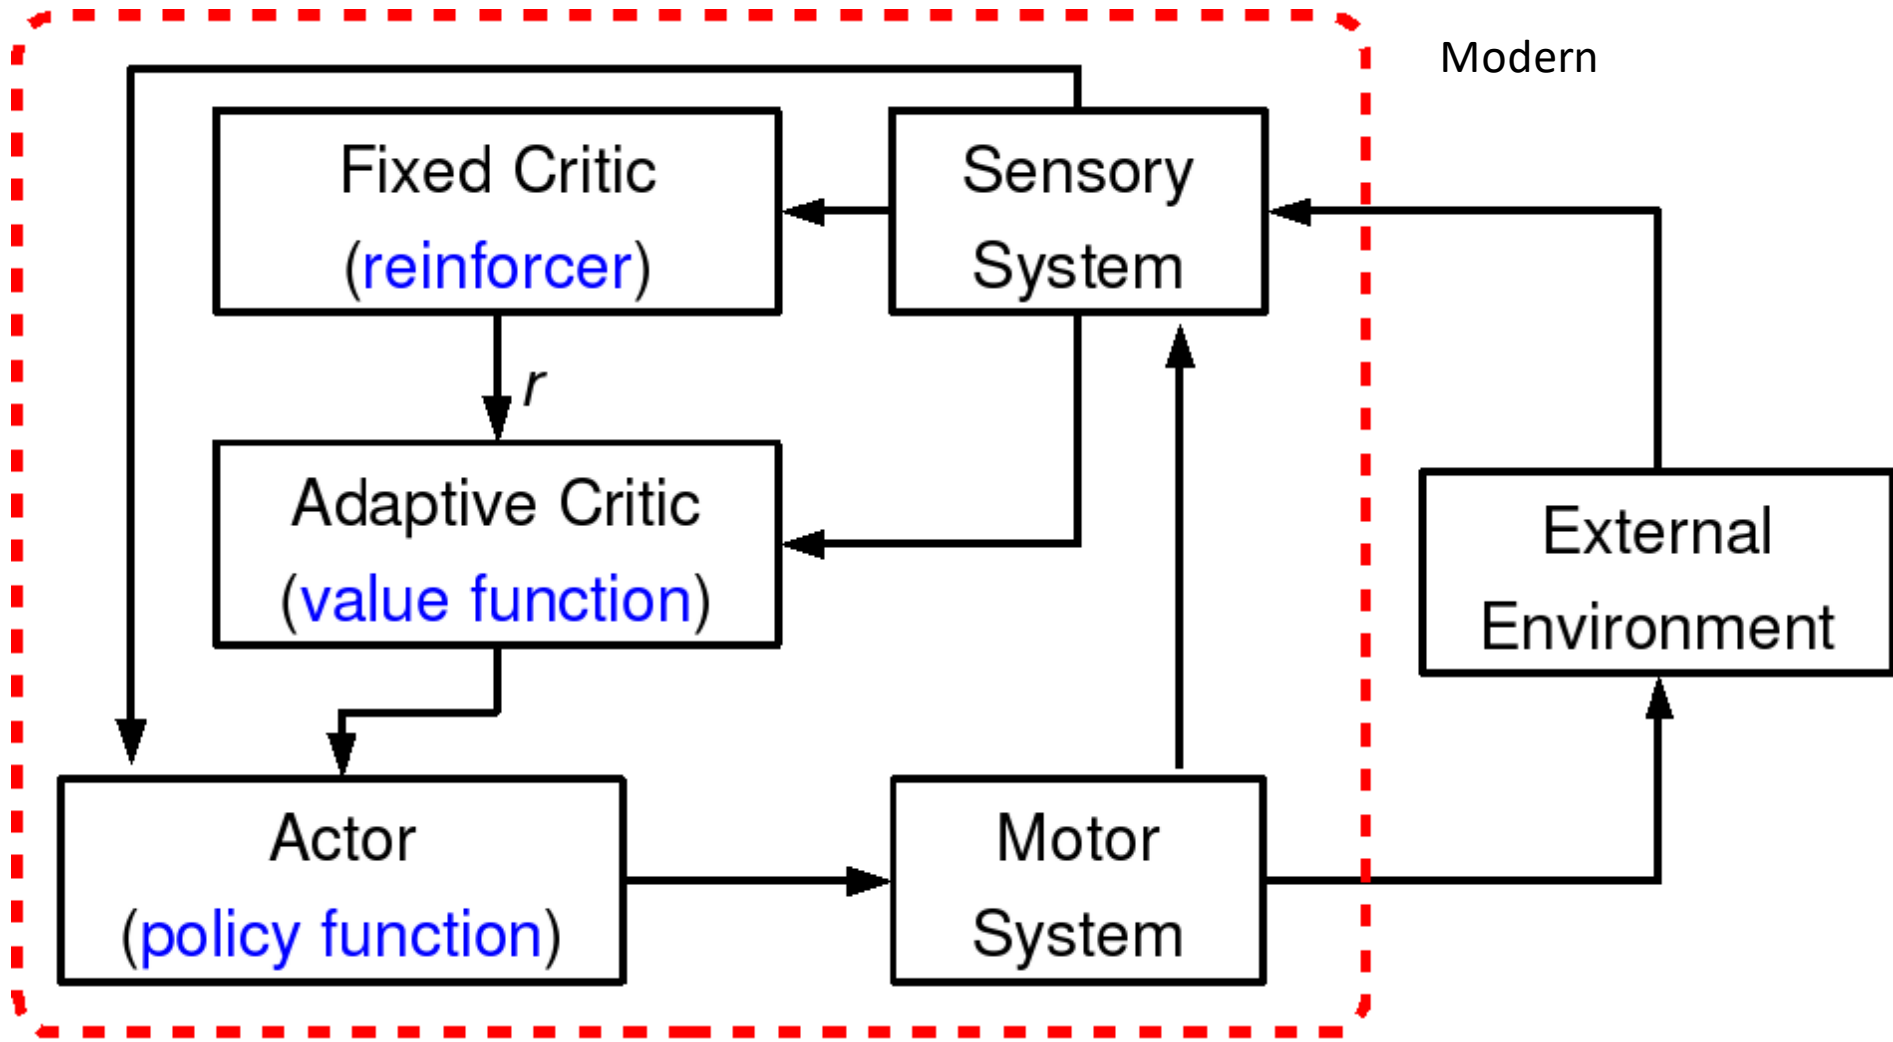 Modern
Fixed Critic
(reinforcer)
Sensory
System
r
Adaptive Critic
(value function)
External
Environment
Actor
(policy function)
Motor
System